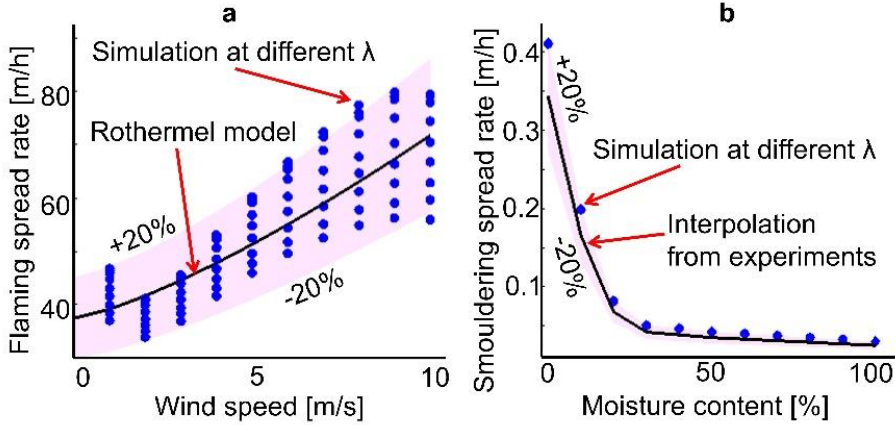 a
Flaming spread rate [m/h]
80
60
40
Simulation at different λ
Rothermel model
+20%
-20%
0
5
10
Wind speed [m/s]
b
Smouldering spread rate [m/h]
0.4
0.3
0.2
0.1
+20%
-20%
Simulation at different λ
Interpolation
from experiments
0
50
100
Moisture content [%]